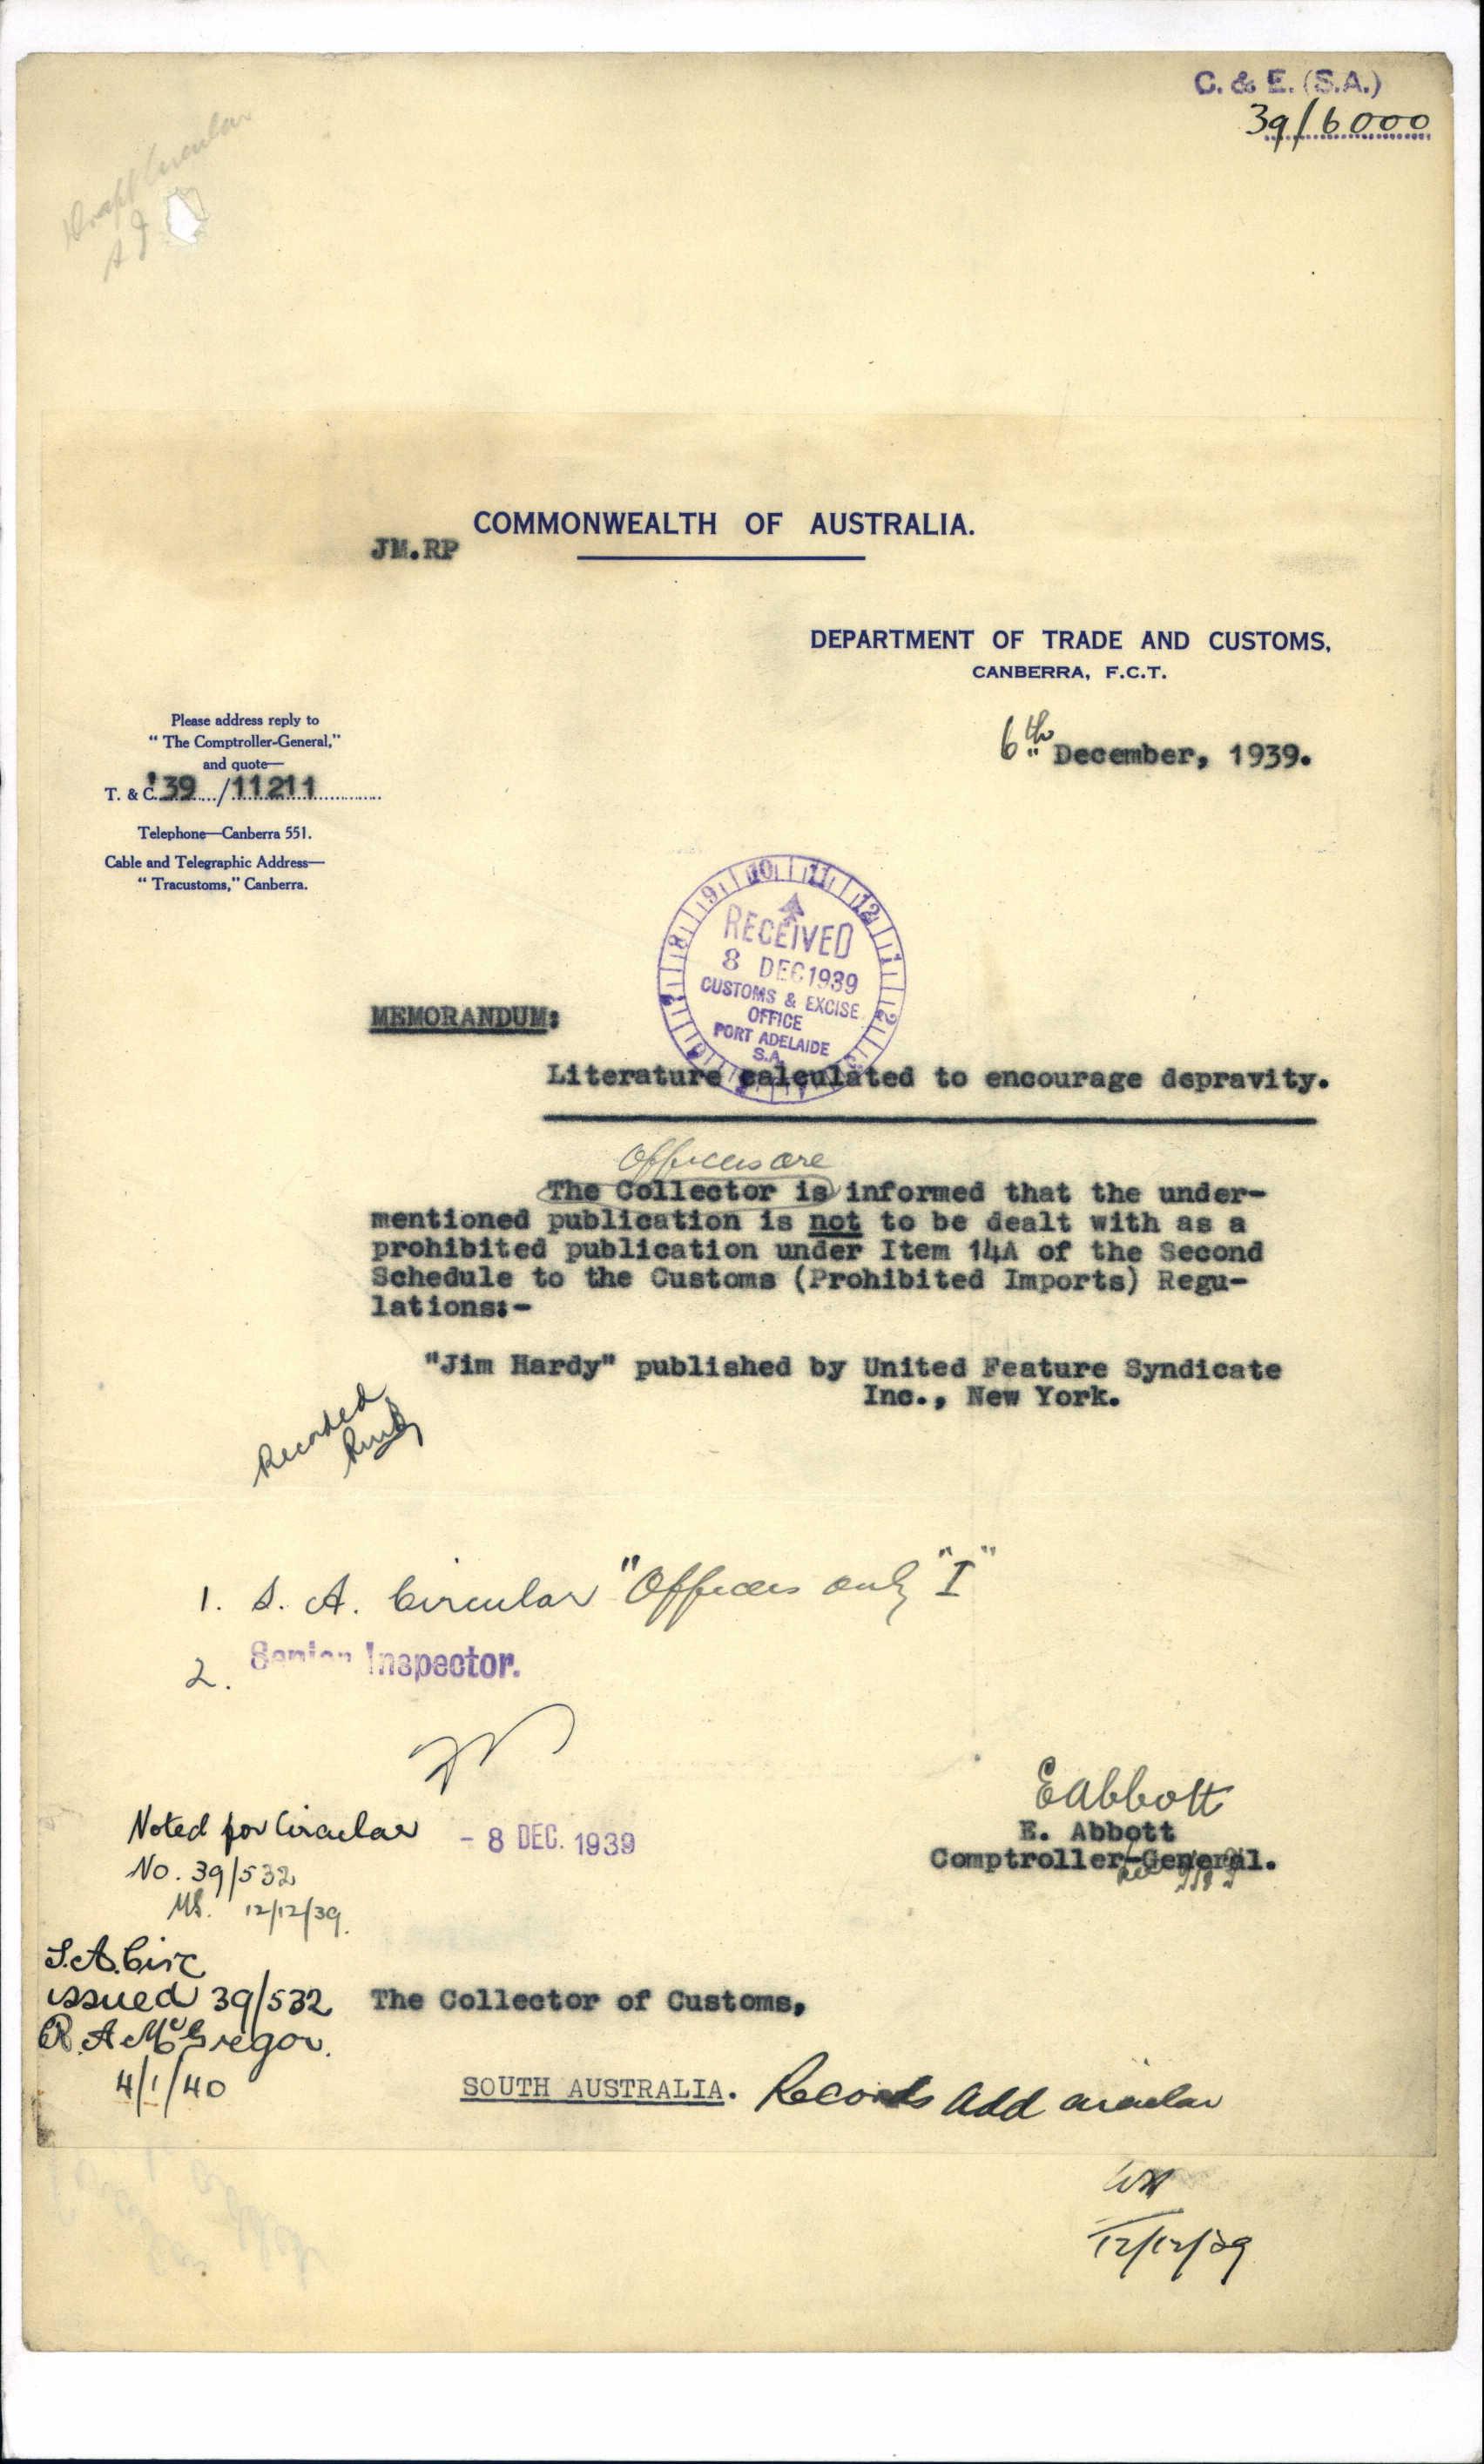 C. & E. (S.A.)
39/6000
Draft Circular
COMMONWEALTH OF AUSTRALIA.
JM.RP
DEPARTMENT OF TRADE AND CUSTOMS,
CANBERRA, F.C.T.
6th December, 1939.
Please address reply to
"The Comptroller-General,"
and quote—
T. & C. '39 / 11211
Telephone—Canberra 551.
Cable and Telegraphic Address—
"Tracustoms," Canberra.
RECEIVED
8 DEC 1939
CUSTOMS & EXCISE
OFFICE
PORT ADELAIDE
S.A.
MEMORANDUM:
Literature calculated to encourage depravity.
Officers are
The Collector is informed that the under-
mentioned publication is not to be dealt with as a
prohibited publication under Item 14A of the Second
Schedule to the Customs (Prohibited Imports) Regu-
lations:-
"Jim Hardy" published by United Feature Syndicate
Inc., New York.
Recorded
1. S. A. Circular "Officers only "I"
2. Senior Inspector.
- 8 DEC. 1939
Noted for Circular
No. 39/532
12/12/39.
EAbbott
E. Abbott
Comptroller-General.
S.A. Circ
issued 39/532
R. A McGregor.
4/1/40
The Collector of Customs,
SOUTH AUSTRALIA. Records add circular
12/12/39